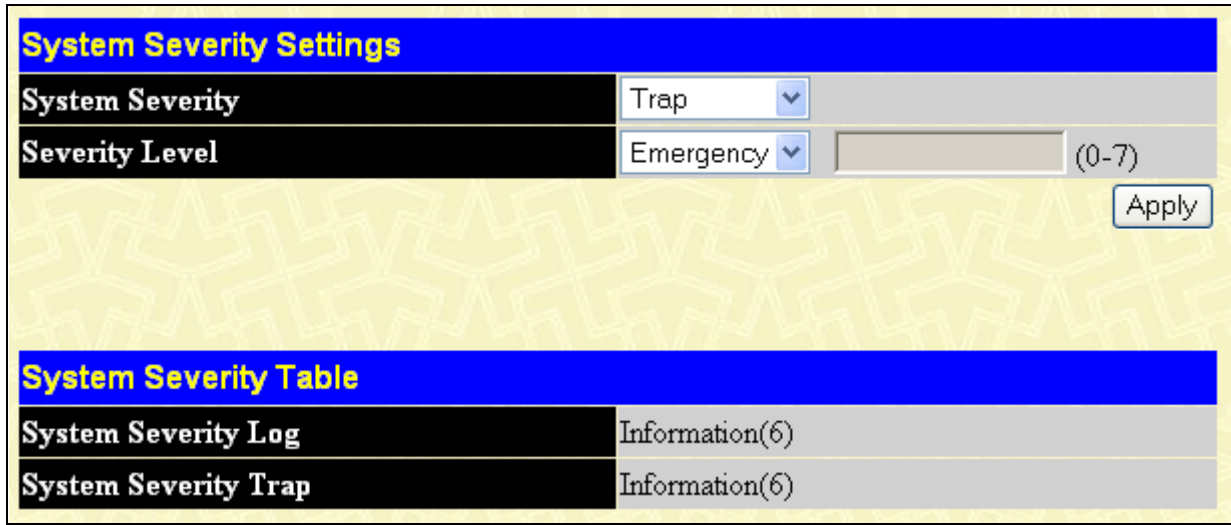 System Severity Settings
System Severity Trap
Severity Level Emergency (0-7)
Apply
System Severity Table
System Severity Log Information(6)
System Severity Trap Information(6)